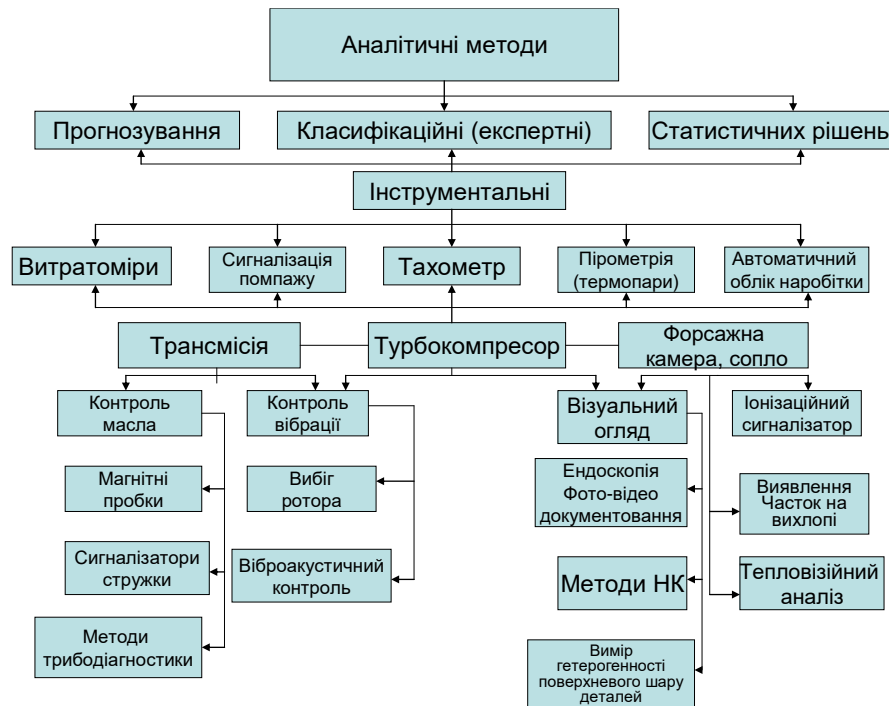 Аналітичні методи
Прогнозування
Класифікаційні (експертні)
Статистичних рішень
Інструментальні
Витратоміри
Сигналізація
помпажу
Тахометр
Пірометрія
(термопари)
Автоматичний
облік наробітки
Трансмісія
Турбокомпресор
Форсажна
камера, сопло
Контроль
масла
Контроль
вібрації
Візуальний
огляд
Іонізаційний
сигналізатор
Магнітні
пробки
Вибіг
ротора
Ендоскопія
Фото-відео
документовання
Виявлення
Часток на
вихлопі
Сигналізатори
стружки
Віброакустичний
контроль
Методи НК
Тепловізійний
аналіз
Методи
трибодіагностики
Вимір
гетерогенності
поверхневого шару
деталей